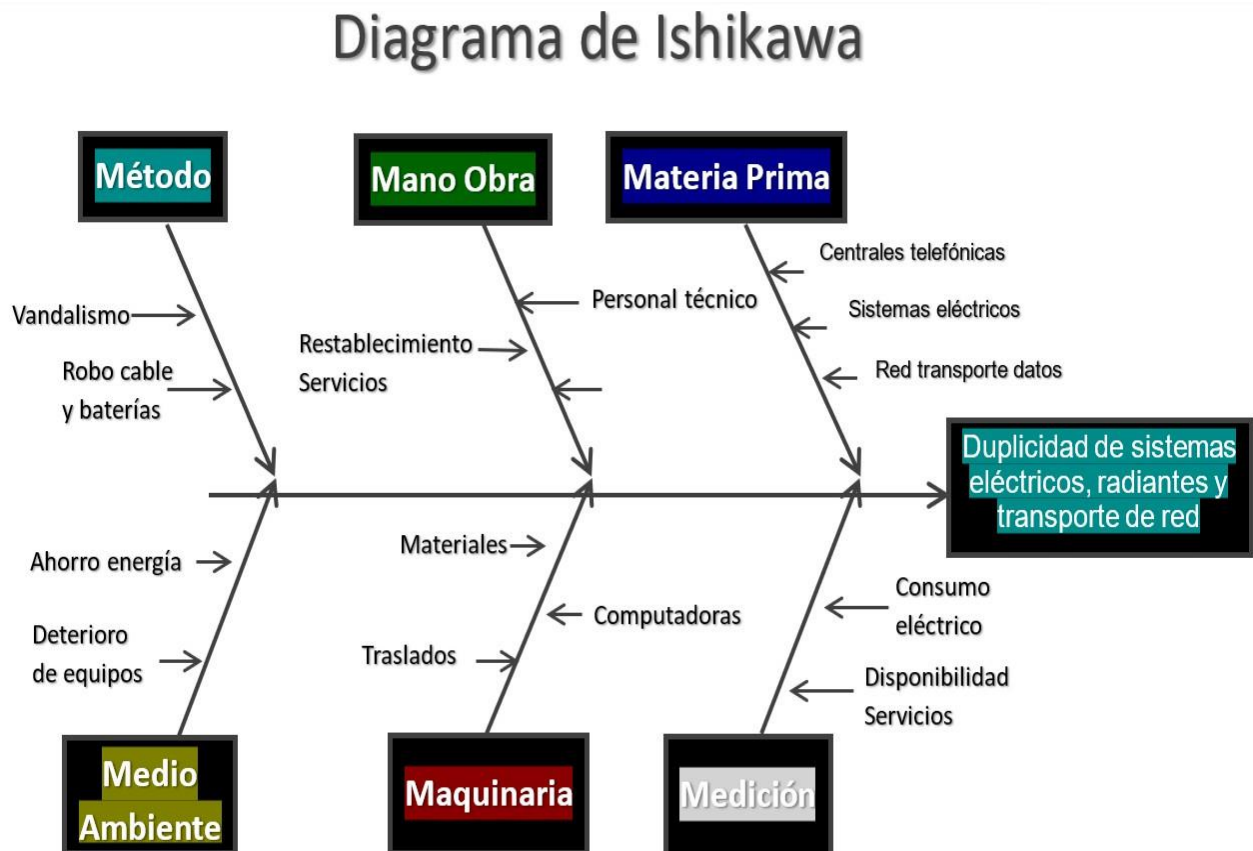 Diagrama de Ishikawa
Método
Mano Obra
Materia Prima
Centrales telefónicas
Vandalismo
Personal técnico
Sistemas eléctricos
Restablecimiento
Servicios
Robo cable
y baterías
Red transporte datos
Duplicidad de sistemas
eléctricos, radiantes y
transporte de red
Ahorro energía
Materiales
Consumo
eléctrico
Computadoras
Deterioro
de equipos
Traslados
Disponibilidad
Servicios
Medio
Ambiente
Maquinaria
Medición